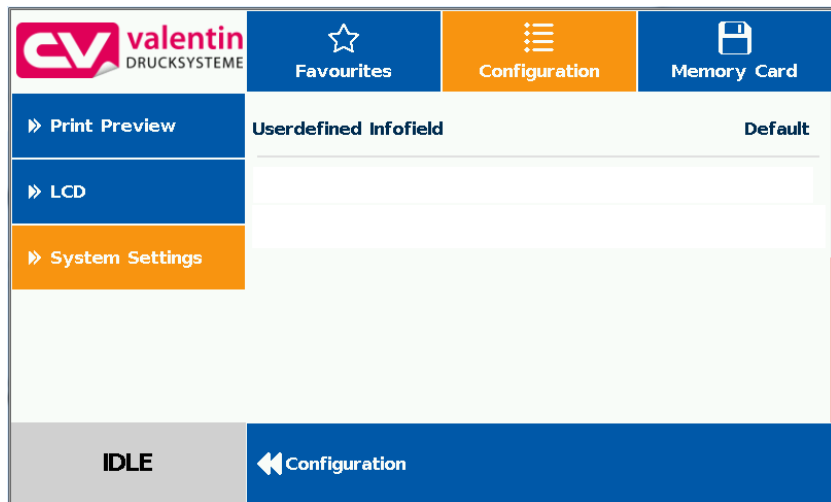 valentin
DRUCKSYSTEME
Favourites
Configuration
Memory Card
Print Preview
Userdefined Infofield
Default
LCD
System Settings
IDLE
Configuration